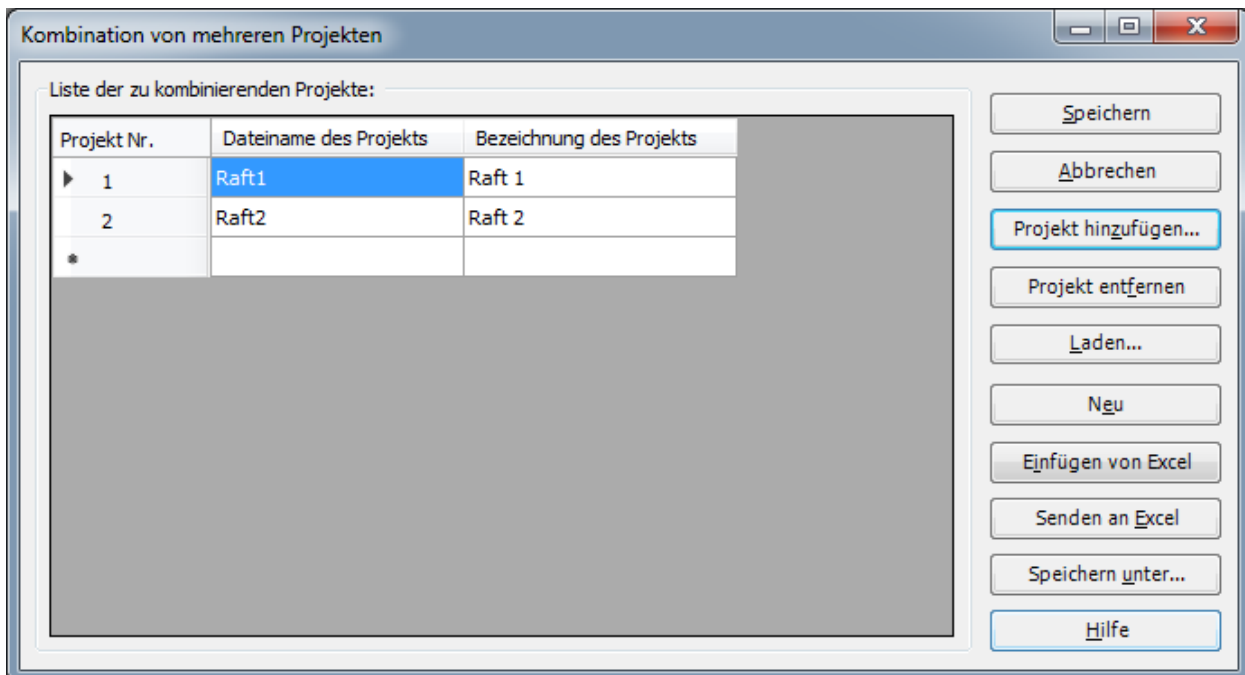 Kombination von mehreren Projekten
Liste der zu kombinierenden Projekte:
Projekt Nr. Dateiname des Projekts Bezeichnung des Projekts
1 Raft1 Raft 1
2 Raft2 Raft 2
Speichern
Abbrechen
Projekt hinzufügen...
Projekt entfernen
Laden...
Neu
Einfügen von Excel
Senden an Excel
Speichern unter...
Hilfe